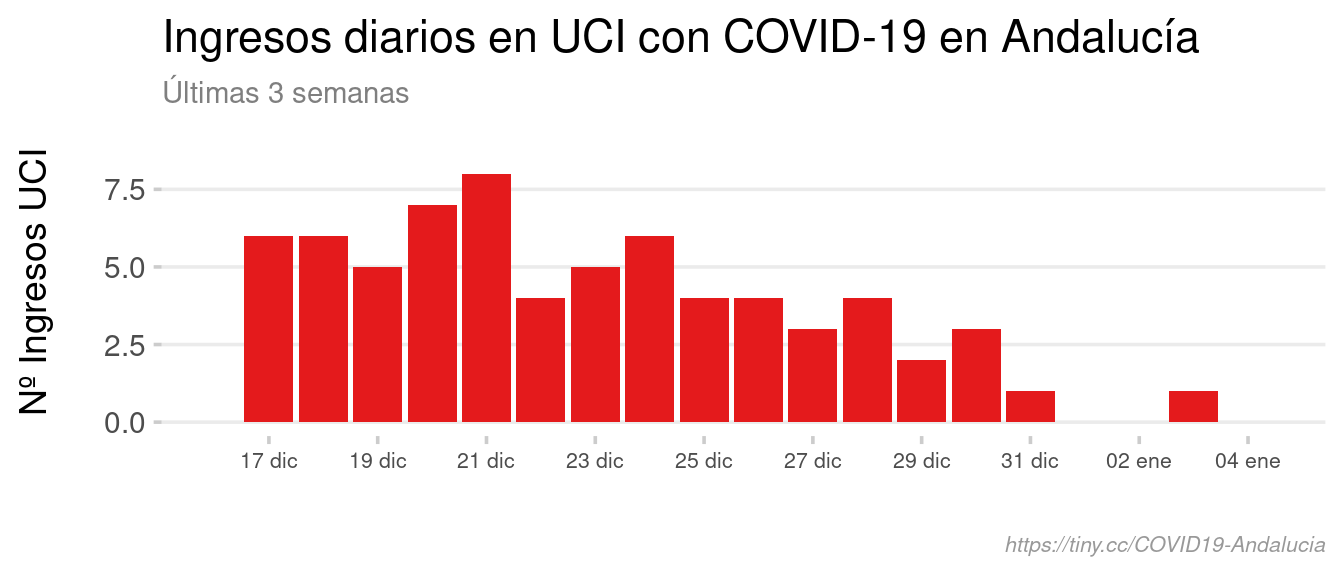 Ingresos diarios en UCI con COVID-19 en Andalucía
Últimas 3 semanas
Nº Ingresos UCI
7.5
5.0
2.5
0.0
17 dic 19 dic 21 dic 23 dic 25 dic 27 dic 29 dic 31 dic 02 ene 04 ene
https://tiny.cc/COVID19-Andalucia